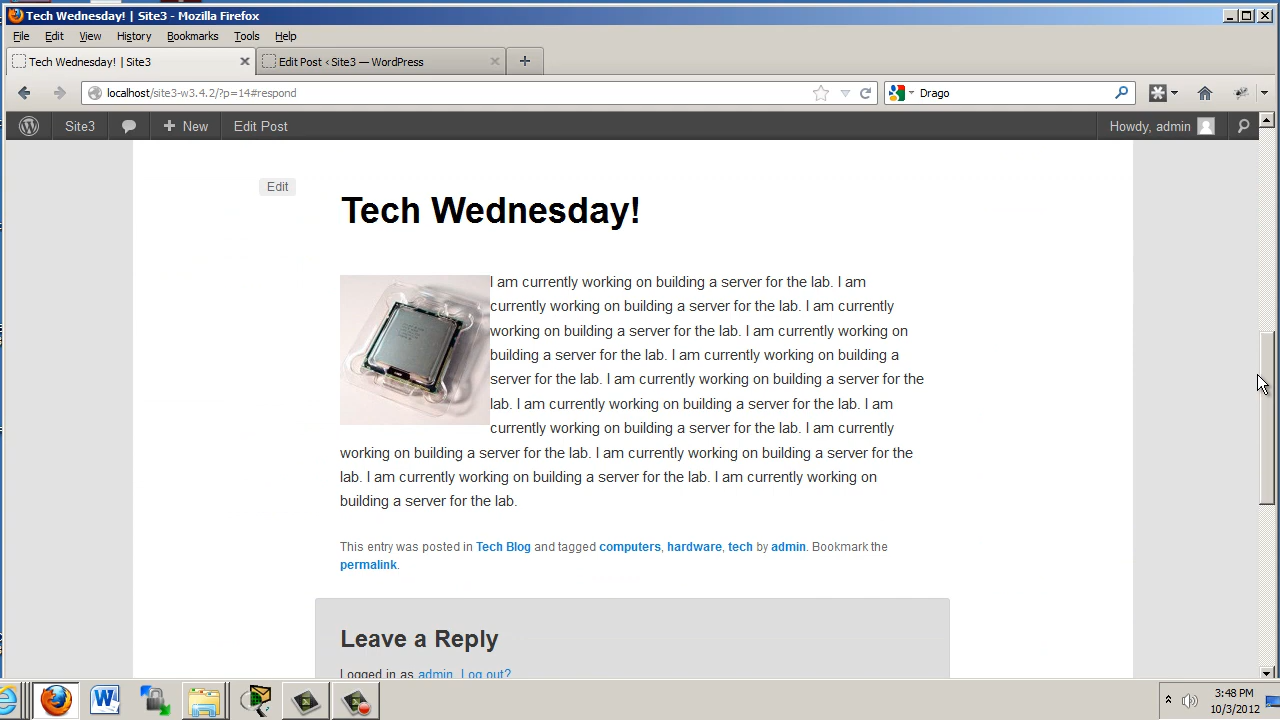 Tech Wednesday! | Site3 - Mozilla Firefox
File Edit View History Bookmarks Tools Help
Tech Wednesday! | Site3
Edit Post ‹ Site3 — WordPress
localhost/site3-w3.4.2/?p=14#respond
Drago
Site3
New
Edit Post
Howdy, admin
Edit
Tech Wednesday!
I am currently working on building a server for the lab. I am
currently working on building a server for the lab. I am currently
working on building a server for the lab. I am currently working on
building a server for the lab. I am currently working on building a
server for the lab. I am currently working on building a server for the
lab. I am currently working on building a server for the lab. I am
currently working on building a server for the lab. I am currently
working on building a server for the lab. I am currently working on building a server for the
lab. I am currently working on building a server for the lab. I am currently working on
building a server for the lab.
This entry was posted in Tech Blog and tagged computers, hardware, tech by admin. Bookmark the
permalink.
Leave a Reply
Logged in as admin. Log out?
3:48 PM
10/3/2012